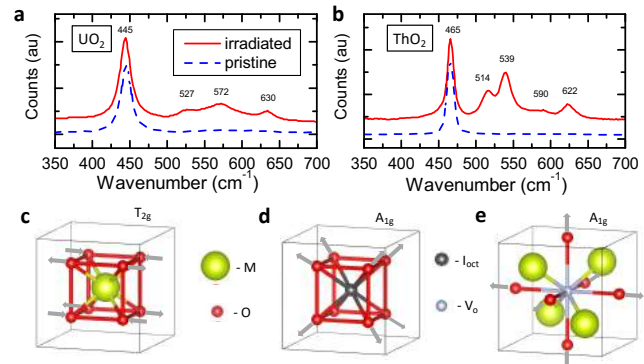 a
UO2
445
irradiated
pristine
527
572
630
Counts (au)
350 400 450 500 550 600 650 700
Wavenumber (cm-1)
b
ThO2
465
514
539
590
622
Counts (au)
350 400 450 500 550 600 650 700
Wavenumber (cm-1)
c
T2g
- M
- O
d
A1g
- Ioct
- Vo
e
A1g